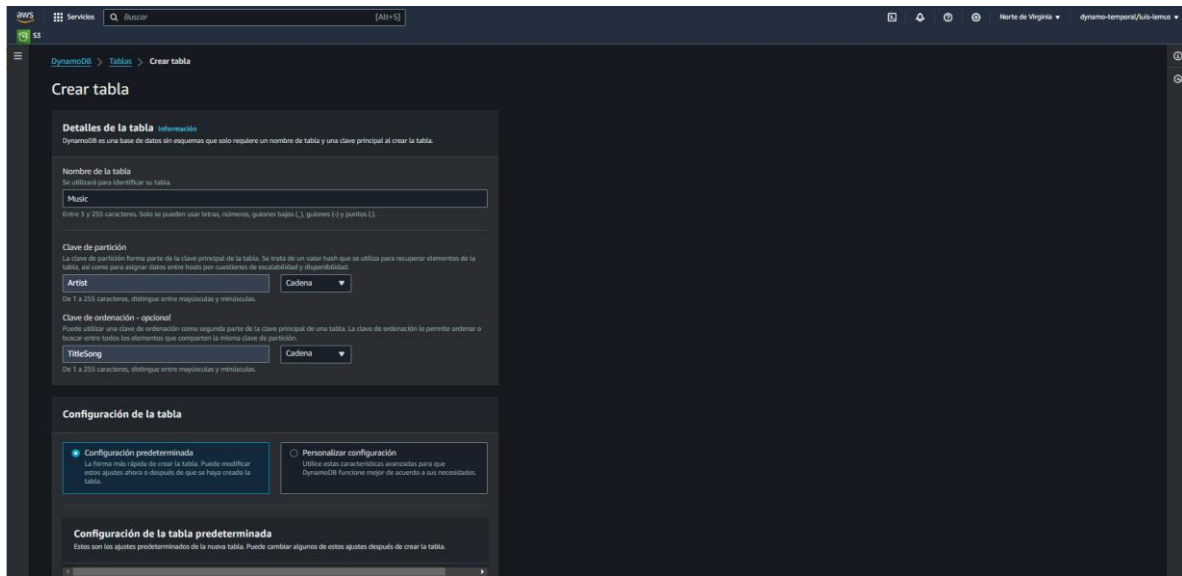 aws
Servicios
Buscar
[Alt+S]
Norte de Virginia
dynamo-temporal/luis-lemus
S3
DynamoDB > Tablas > Crear tabla
Crear tabla
Detalles de la tabla Información
DynamoDB es una base de datos sin esquemas que solo requiere un nombre de tabla y una clave principal al crear la tabla.
Nombre de la tabla
Se utilizará para identificar su tabla.
Music
Entre 3 y 255 caracteres. Solo se pueden usar letras, números, guiones bajos (_), guiones (-) y puntos (.).
Clave de partición
La clave de partición forma parte de la clave principal de la tabla. Se trata de un valor hash que se utiliza para recuperar elementos de la
tabla, así como para asignar datos entre hosts por cuestiones de escalabilidad y disponibilidad.
Artist
Cadena
De 1 a 255 caracteres, distingue entre mayúsculas y minúsculas.
Clave de ordenación - opcional
Puede utilizar una clave de ordenación como segunda parte de la clave principal de una tabla. La clave de ordenación le permite ordenar o
buscar entre todos los elementos que comparten la misma clave de partición.
TitleSong
Cadena
De 1 a 255 caracteres, distingue entre mayúsculas y minúsculas.
Configuración de la tabla
Configuración predeterminada
La forma más rápida de crear la tabla. Puede modificar
estos ajustes ahora o después de que se haya creado la
tabla.
Personalizar configuración
Utilice estas características avanzadas para que
DynamoDB funcione mejor de acuerdo a sus necesidades.
Configuración de la tabla predeterminada
Estos son los ajustes predeterminados de la nueva tabla. Puede cambiar algunos de estos ajustes después de crear la tabla.